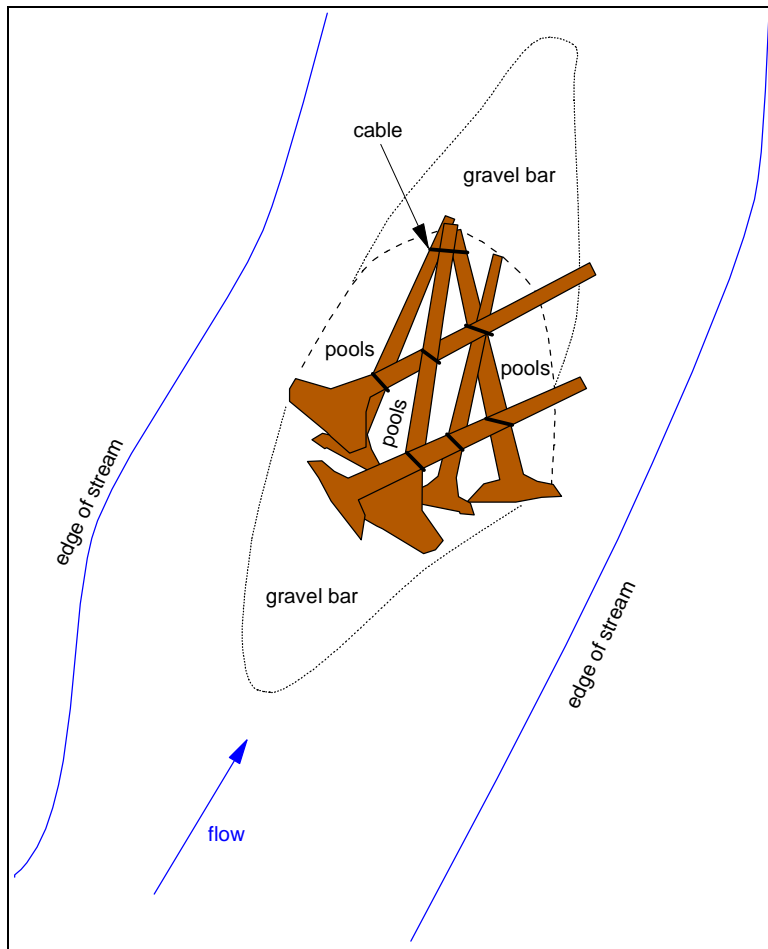 cable
gravel bar
pools
pools
pools
edge of stream
gravel bar
edge of stream
flow